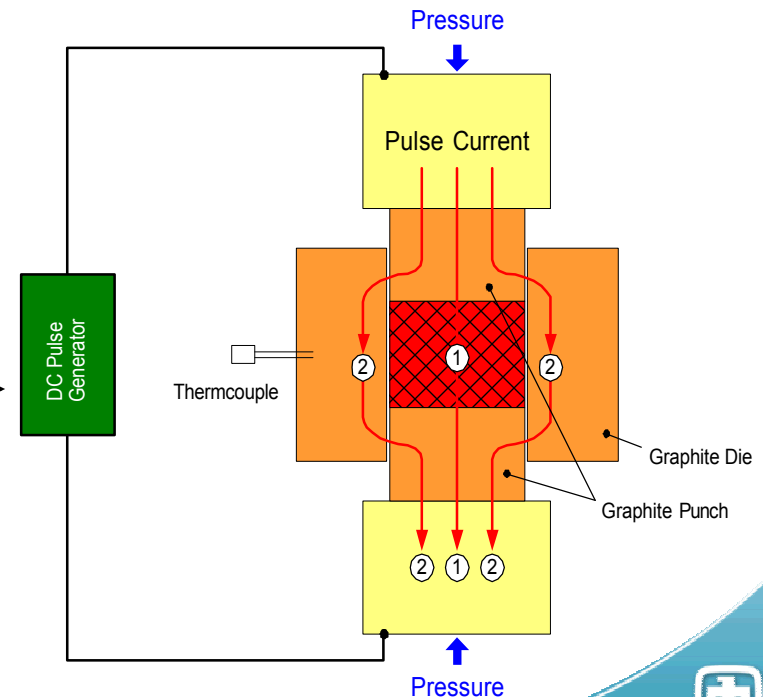 Pressure
Pulse Current
DC Pulse
Generator
2
1
2
Thermcouple
Graphite Die
Graphite Punch
2
1
2
Pressure